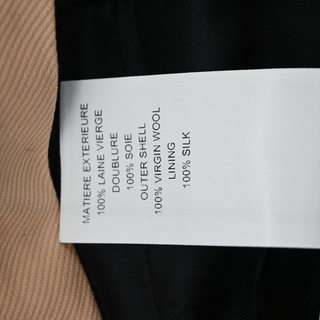 MATIERE EXTERIEURE
100% LAINE VIERGE
DOUBLURE
100% SOIE
OUTER SHELL
100% VIRGIN WOOL
LINING
100% SILK